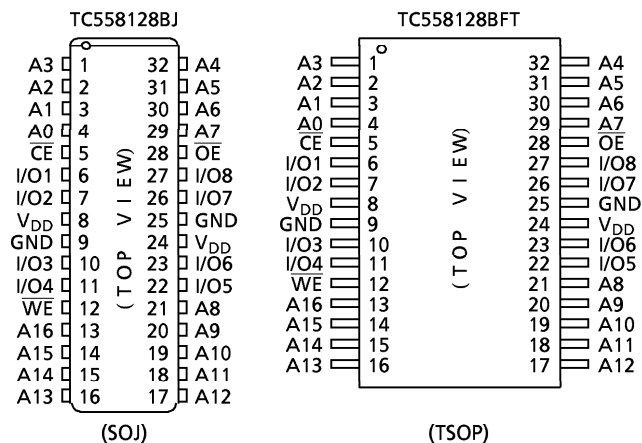 TC558128BJ
A3 1 32 A4
A2 2 31 A5
A1 3 30 A6
A0 4 29 A7
CE 5 28 OE
I/O1 6 27 I/O8
I/O2 7 26 I/O7
VDD 8 25 GND
GND 9 24 VDD
I/O3 10 23 I/O6
I/O4 11 22 I/O5
WE 12 21 A8
A16 13 20 A9
A15 14 19 A10
A14 15 18 A11
A13 16 17 A12
(TOP VIEW)
(SOJ)
TC558128BFT
A3 1 32 A4
A2 2 31 A5
A1 3 30 A6
A0 4 29 A7
CE 5 28 OE
I/O1 6 27 I/O8
I/O2 7 26 I/O7
VDD 8 25 GND
GND 9 24 VDD
I/O3 10 23 I/O6
I/O4 11 22 I/O5
WE 12 21 A8
A16 13 20 A9
A15 14 19 A10
A14 15 18 A11
A13 16 17 A12
(TOP VIEW)
(TSOP)